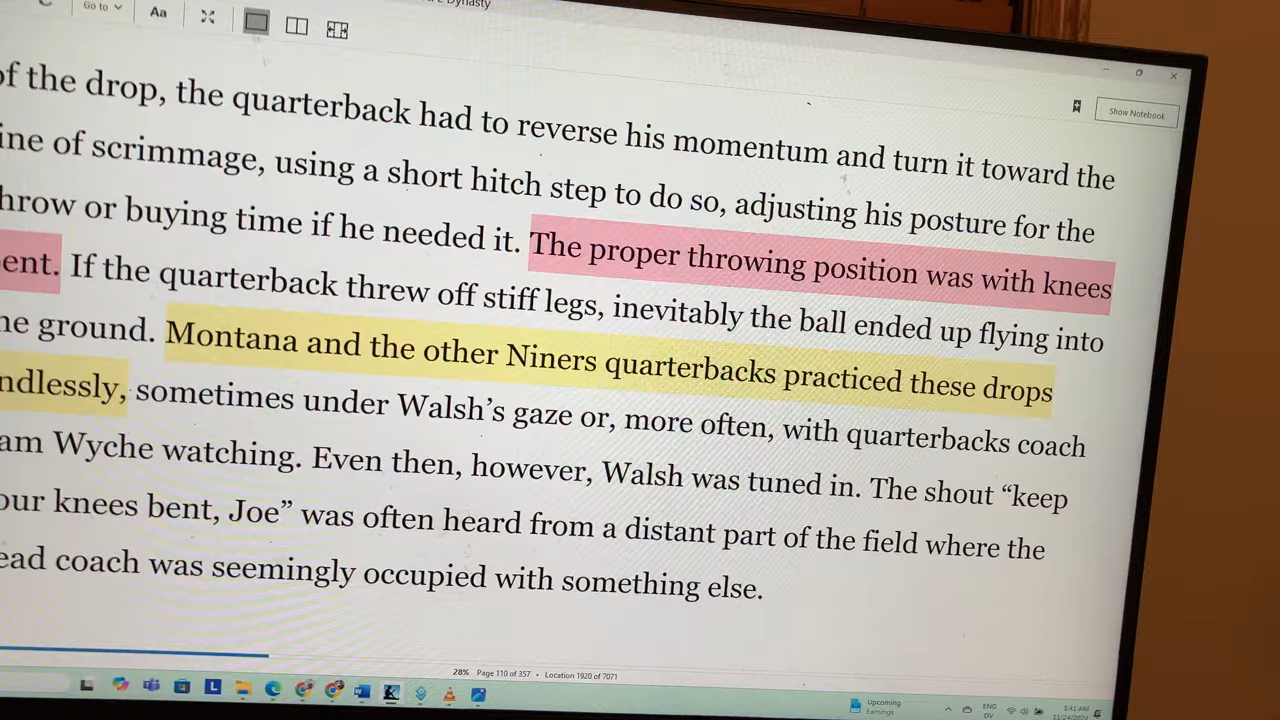 Go to
Aa
Dynasty
Show Notebook
of the drop, the quarterback had to reverse his momentum and turn it toward the
ine of scrimmage, using a short hitch step to do so, adjusting his posture for the
hrow or buying time if he needed it. The proper throwing position was with knees
ent. If the quarterback threw off stiff legs, inevitably the ball ended up flying into
he ground. Montana and the other Niners quarterbacks practiced these drops
ndlessly, sometimes under Walsh’s gaze or, more often, with quarterbacks coach
am Wyche watching. Even then, however, Walsh was tuned in. The shout “keep
our knees bent, Joe” was often heard from a distant part of the field where the
ead coach was seemingly occupied with something else.
28% Page 110 of 357 • Location 1920 of 7071
Upcoming
Earnings
ENG
DV
5:41 AM